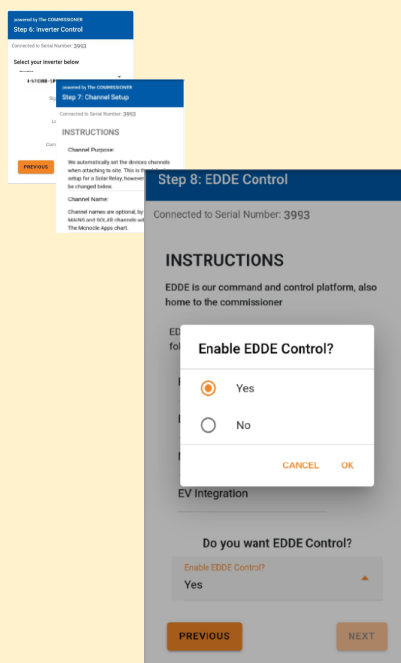 powered by The COMMISSIONER
Step 6: Inverter Control
Connected to Serial Number: 3993
Select your inverter below
PREVIOUS
powered by The COMMISSIONER
Step 7: Channel Setup
Connected to Serial Number: 3993
INSTRUCTIONS
Channel Purpose:
We automatically set the devices channels
when attaching to site. This is the
setup for a Solar Relay, however
be changed below.
Channel Name:
Channel names are optional, by
MAINS and SOLAR channels wil
The Monocle Apps chart.
Step 8: EDDE Control
Connected to Serial Number: 3993
INSTRUCTIONS
EDDE is our command and control platform, also
home to the commissioner
Enable EDDE Control?
Yes
No
CANCEL OK
EV Integration
Do you want EDDE Control?
Enable EDDE Control?
Yes
PREVIOUS NEXT